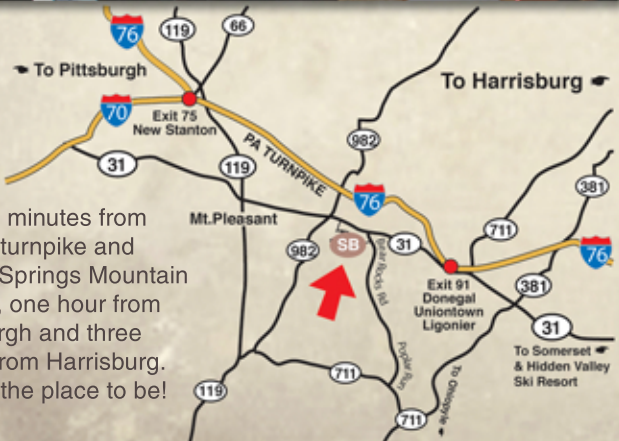 76
119
66
To Pittsburgh
To Harrisburg
70
Exit 75
New Stanton
982
31
119
PA TURNPIKE
381
76
Mt.Pleasant
711
982
SB
31
76
Exit 91
Donegal
Uniontown
Ligonier
381
31
To Somerset
& Hidden Valley
Ski Resort
Poplar Run
711
To Ohiopyle
119
711
minutes from
turnpike and
Springs Mountain
, one hour from
rgh and three
rom Harrisburg.
the place to be!